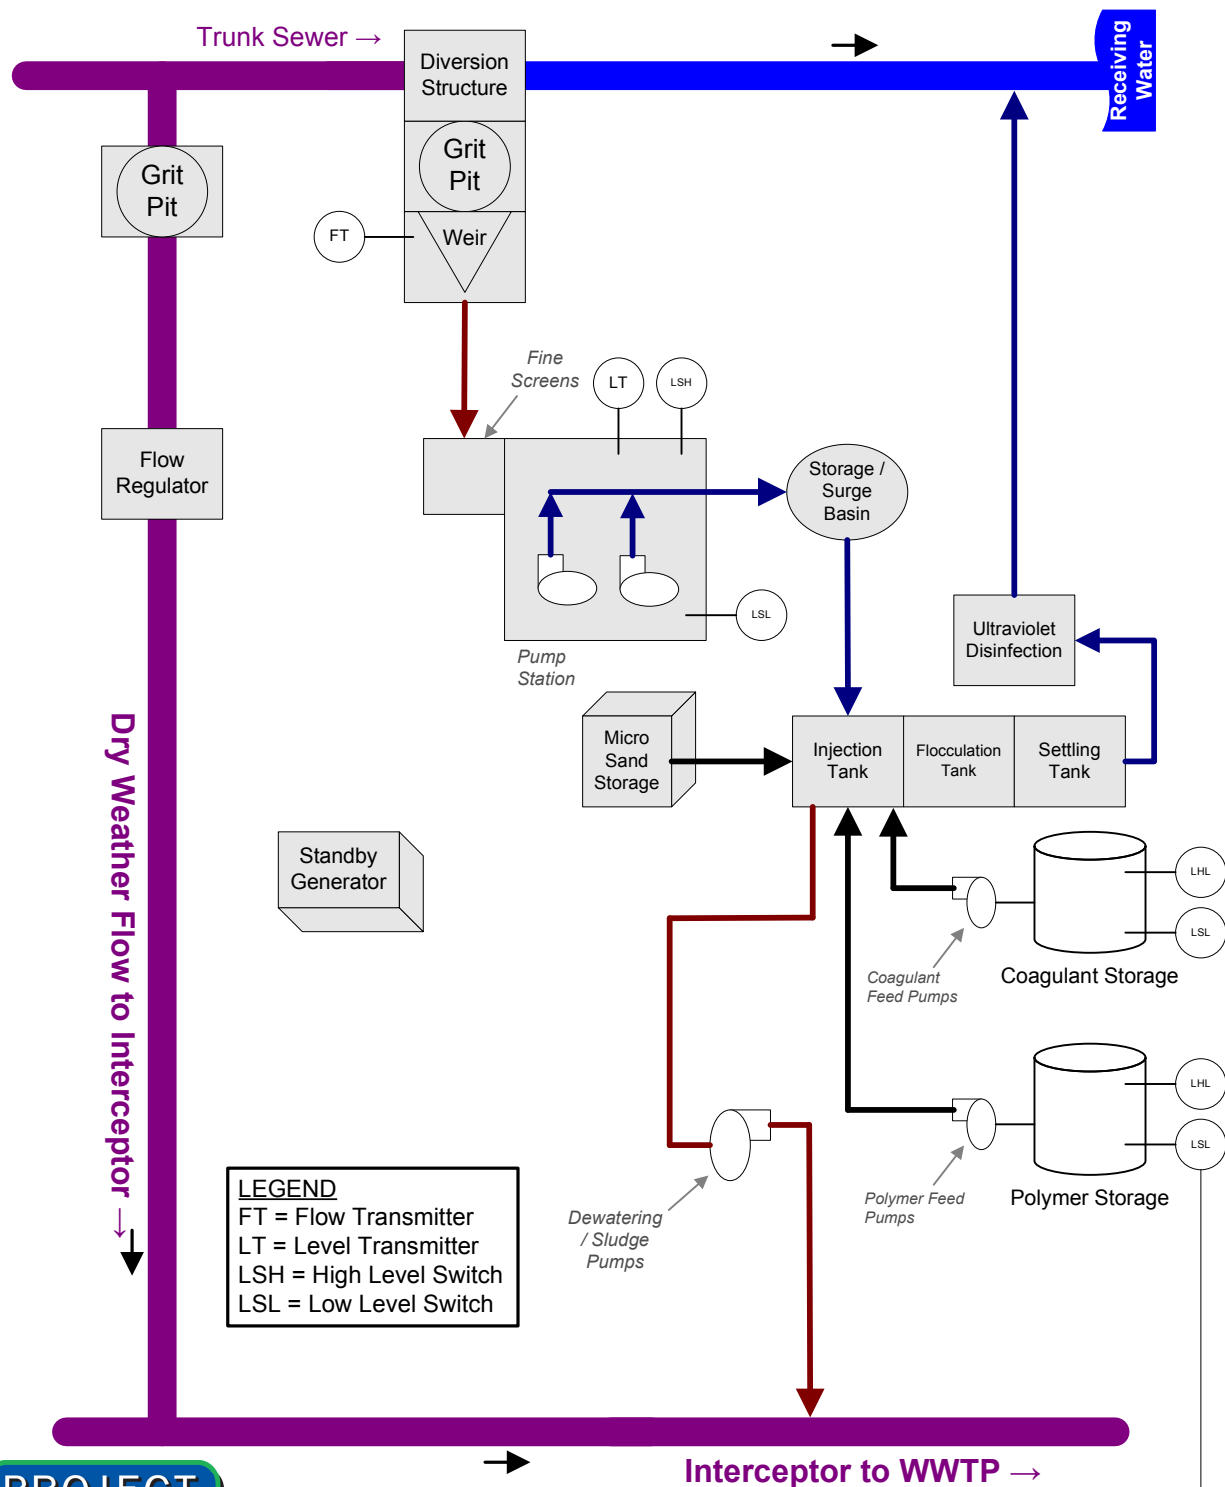 Trunk Sewer →
Diversion
Structure
Receiving
Water
Grit
Pit
Grit
Pit
FT
Weir
Fine
Screens
LT
LSH
Flow
Regulator
Storage /
Surge
Basin
LSL
Pump
Station
Ultraviolet
Disinfection
Micro
Sand
Storage
Injection
Tank
Flocculation
Tank
Settling
Tank
Dry Weather Flow to Interceptor →
Standby
Generator
LHL
LSL
Coagulant
Feed Pumps
Coagulant Storage
LHL
LSL
Polymer Feed
Pumps
Polymer Storage
Dewatering
/ Sludge
Pumps
LEGEND
FT = Flow Transmitter
LT = Level Transmitter
LSH = High Level Switch
LSL = Low Level Switch
Interceptor to WWTP →
PROJECT